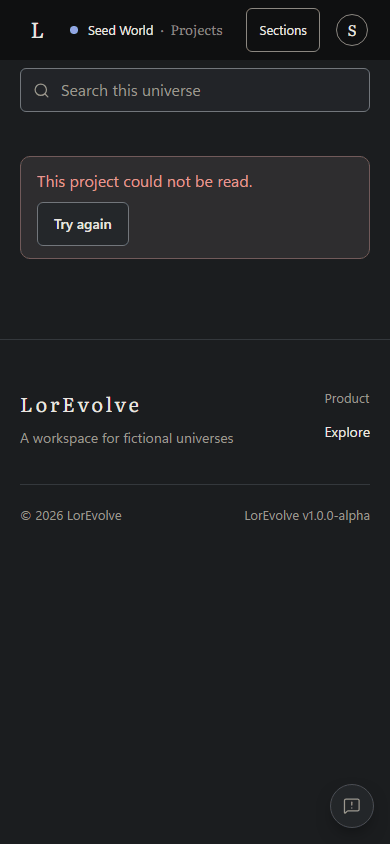 L Seed World · Projects Sections S
Search this universe
This project could not be read.
Try again
LorEvolve Product
A workspace for fictional universes Explore
© 2026 LorEvolve LorEvolve v1.0.0-alpha